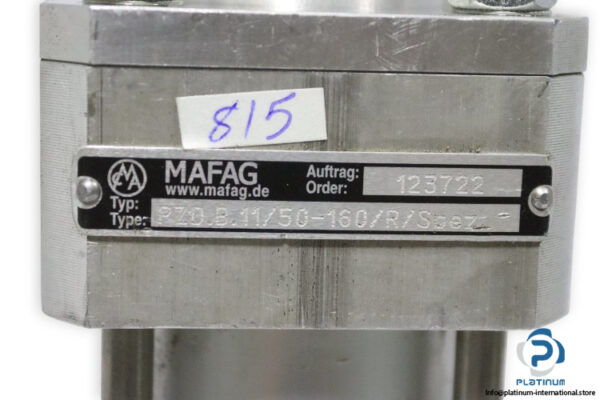 815
MAFAG
www.mafag.de
Auftrag:
Order: 123722
Typ:
Type: PZO.B.11/50-160/R/Spez.
PLATINUM
info@platinum-international.store